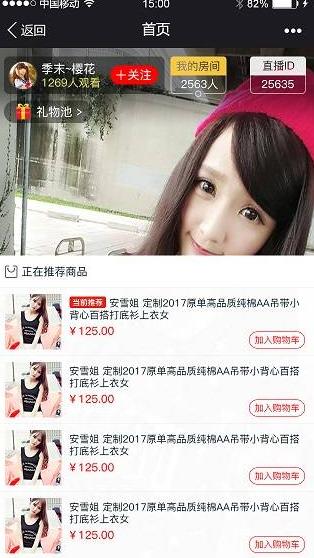 中国移动 15:00 82%
返回 首页
季末~樱花
1269人观看
+关注
我的房间
2563人
直播ID
25635
礼物池 >
正在推荐商品
当前推荐 安雪姐 定制2017原单高品质纯棉AA吊带小
背心百搭打底衫上衣女
¥125.00
加入购物车
安雪姐 定制2017原单高品质纯棉AA吊带小背心百搭
打底衫上衣女
¥125.00
加入购物车
安雪姐 定制2017原单高品质纯棉AA吊带小背心百搭
打底衫上衣女
¥125.00
加入购物车
安雪姐 定制2017原单高品质纯棉AA吊带小背心百搭
打底衫上衣女
¥125.00
加入购物车